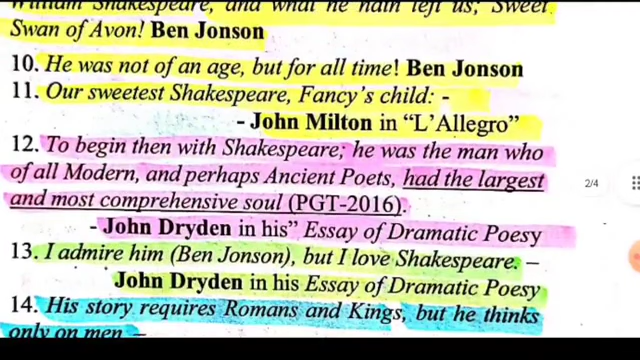 William Shakespeare, and what he hath left us; Sweet
Swan of Avon! Ben Jonson
10. He was not of an age, but for all time! Ben Jonson
11. Our sweetest Shakespeare, Fancy's child: -
- John Milton in "L'Allegro"
12. To begin then with Shakespeare; he was the man who
of all Modern, and perhaps Ancient Poets, had the largest
and most comprehensive soul (PGT-2016).
- John Dryden in his" Essay of Dramatic Poesy
13. I admire him (Ben Jonson), but I love Shakespeare. –
John Dryden in his Essay of Dramatic Poesy
14. His story requires Romans and Kings, but he thinks
only on men. –
2/4